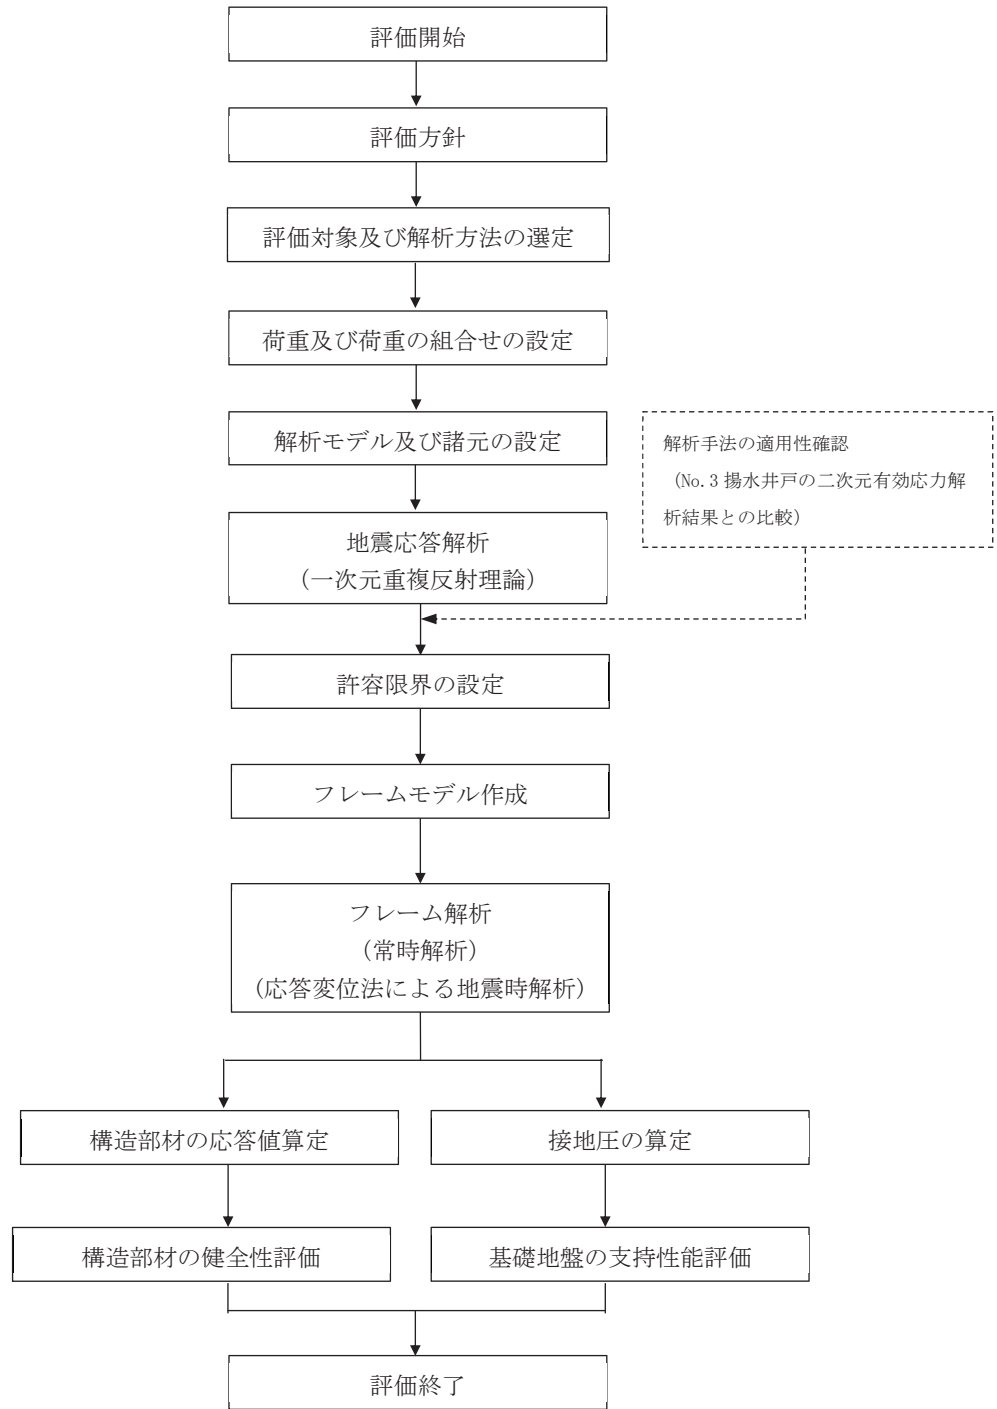 評価開始
評価方針
評価対象及び解析方法の選定
荷重及び荷重の組合せの設定
解析モデル及び諸元の設定
解析手法の適用性確認
（No.3 揚水井戸の二次元有効応力解
析結果との比較）
地震応答解析
（一次元重複反射理論）
許容限界の設定
フレームモデル作成
フレーム解析
（常時解析）
（応答変位法による地震時解析）
構造部材の応答値算定
接地圧の算定
構造部材の健全性評価
基礎地盤の支持性能評価
評価終了